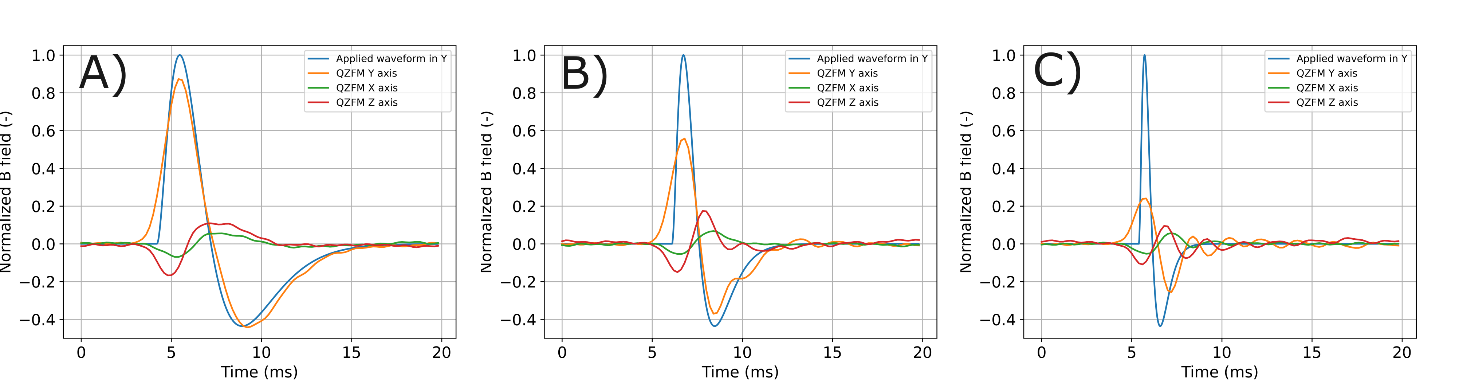 A)
Applied waveform in Y
QZFM Y axis
QZFM X axis
QZFM Z axis
Normalized B field (-)
1.0
0.8
0.6
0.4
0.2
0.0
−0.2
−0.4
0 5 10 15 20
Time (ms)
B)
Applied waveform in Y
QZFM Y axis
QZFM X axis
QZFM Z axis
Normalized B field (-)
1.0
0.8
0.6
0.4
0.2
0.0
−0.2
−0.4
0 5 10 15 20
Time (ms)
C)
Applied waveform in Y
QZFM Y axis
QZFM X axis
QZFM Z axis
Normalized B field (-)
1.0
0.8
0.6
0.4
0.2
0.0
−0.2
−0.4
0 5 10 15 20
Time (ms)